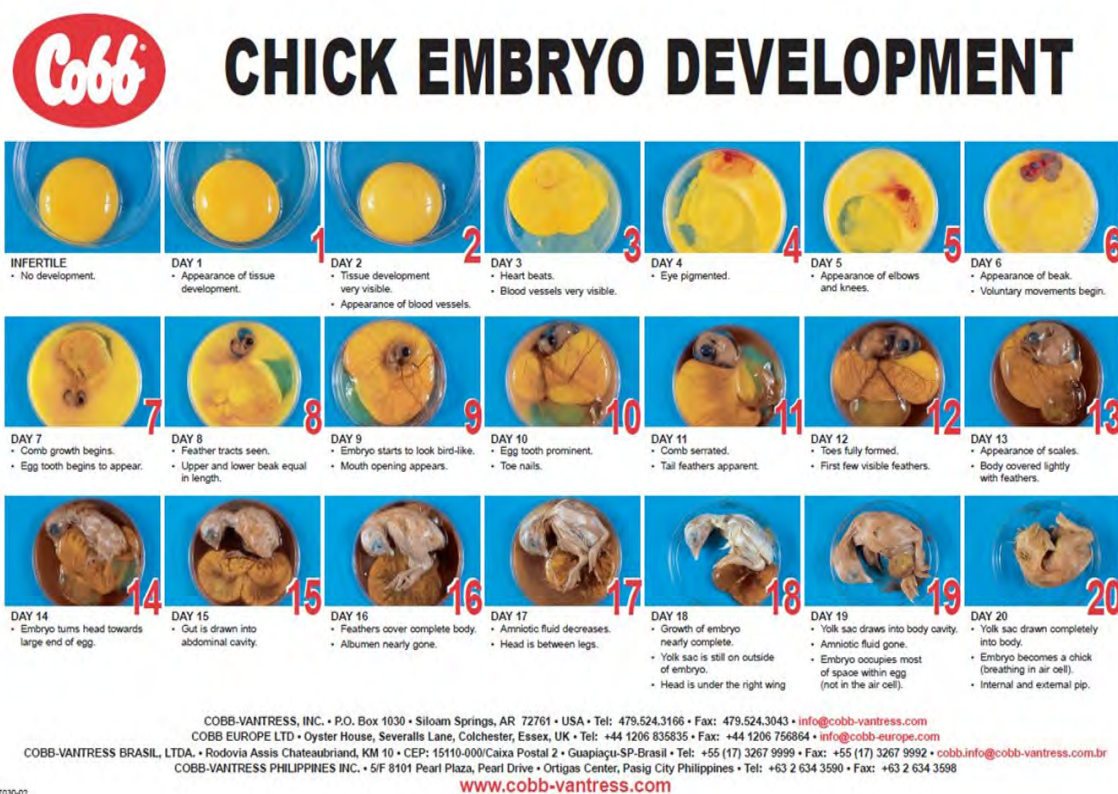 Cobb
CHICK EMBRYO DEVELOPMENT
INFERTILE
• No development.
1
DAY 1
• Appearance of tissue
development.
2
DAY 2
• Tissue development
very visible.
• Appearance of blood vessels.
3
DAY 3
• Heart beats.
• Blood vessels very visible.
4
DAY 4
• Eye pigmented.
5
DAY 5
• Appearance of elbows
and knees.
6
DAY 6
• Appearance of beak.
• Voluntary movements begin.
7
DAY 7
• Comb growth begins.
• Egg tooth begins to appear.
8
DAY 8
• Feather tracts seen.
• Upper and lower beak equal
in length.
9
DAY 9
• Embryo starts to look bird-like.
• Mouth opening appears.
10
DAY 10
• Egg tooth prominent.
• Toe nails.
11
DAY 11
• Comb serrated.
• Tail feathers apparent.
12
DAY 12
• Toes fully formed.
• First few visible feathers.
13
DAY 13
• Appearance of scales.
• Body covered lightly
with feathers.
14
DAY 14
• Embryo turns head towards
large end of egg.
15
DAY 15
• Gut is drawn into
abdominal cavity.
16
DAY 16
• Feathers cover complete body.
• Albumen nearly gone.
17
DAY 17
• Amniotic fluid decreases.
• Head is between legs.
18
DAY 18
• Growth of embryo
nearly complete.
• Yolk sac is still on outside
of embryo.
• Head is under the right wing
19
DAY 19
• Yolk sac draws into body cavity.
• Amniotic fluid gone.
• Embryo occupies most
of space within egg
(not in the air cell).
20
DAY 20
• Yolk sac drawn completely
into body.
• Embryo becomes a chick
(breathing in air cell).
• Internal and external pip.
COBB-VANTRESS, INC. • P.O. Box 1030 • Siloam Springs, AR 72761 • USA • Tel: 479.524.3166 • Fax: 479.524.3043 • info@cobb-vantress.com
COBB EUROPE LTD • Oyster House, Severalls Lane, Colchester, Essex, UK • Tel: +44 1206 835835 • Fax: +44 1206 756864 • info@cobb-europe.com
COBB-VANTRESS BRASIL, LTDA. • Rodovia Assis Chateaubriand, KM 10 • CEP: 15110-000/Caixa Postal 2 • Guapiaçu-SP-Brasil • Tel: +55 (17) 3267 9999 • Fax: +55 (17) 3267 9992 • cobb.info@cobb-vantress.com.br
COBB-VANTRESS PHILIPPINES INC. • 5/F 8101 Pearl Plaza, Pearl Drive • Ortigas Center, Pasig City Philippines • Tel: +63 2 634 3590 • Fax: +63 2 634 3598
www.cobb-vantress.com